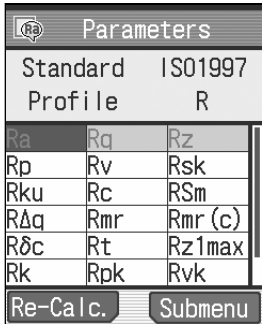 Ra Parameters
Standard ISO1997
Profile R
Ra Rq Rz
Rp Rv Rsk
Rku Rc RSm
RΔq Rmr Rmr(c)
Rδc Rt Rz1max
Rk Rpk Rvk
Re-Calc. Submenu